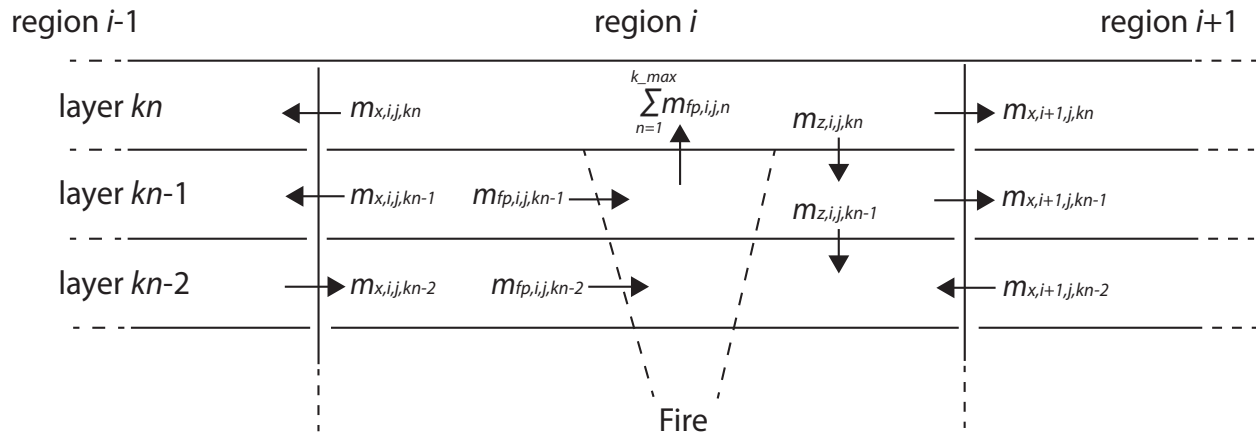 region i-1 region i region i+1
k_max
layer kn m_x,i,j,kn ∑m_fp,i,j,n m_z,i,j,kn m_x,i+1,j,kn
n=1
layer kn-1 m_x,i,j,kn-1 m_fp,i,j,kn-1 m_z,i,j,kn-1 m_x,i+1,j,kn-1
layer kn-2 m_x,i,j,kn-2 m_fp,i,j,kn-2 m_x,i+1,j,kn-2
Fire